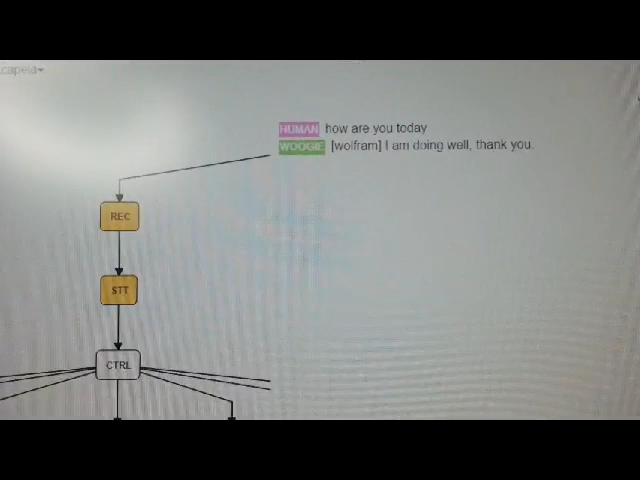 capela
HUMAN how are you today
WOOGIE [wolfram] I am doing well, thank you.
REC
STT
CTRL